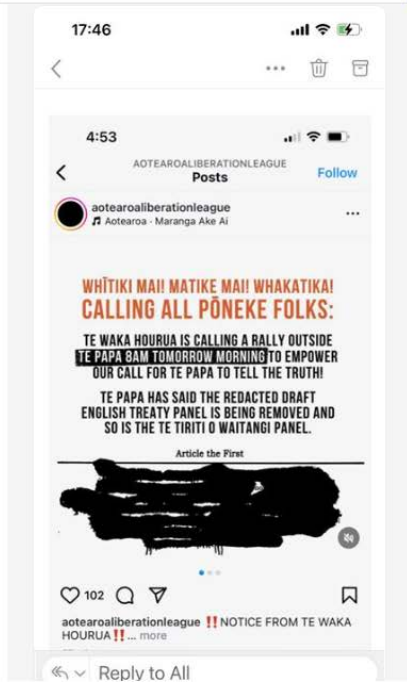 17:46
4:53
AOTEAROALIBERATIONLEAGUE
Posts
Follow
aotearoaliberationleague
Aotearoa · Maranga Ake Ai
WHĪTIKI MAI! MATIKE MAI! WHAKATIKA!
CALLING ALL PŌNEKE FOLKS:
TE WAKA HOURUA IS CALLING A RALLY OUTSIDE
TE PAPA 8AM TOMORROW MORNING TO EMPOWER
OUR CALL FOR TE PAPA TO TELL THE TRUTH!
TE PAPA HAS SAID THE REDACTED DRAFT
ENGLISH TREATY PANEL IS BEING REMOVED AND
SO IS THE TE TIRITI O WAITANGI PANEL.
Article the First
102
aotearoaliberationleague ‼️NOTICE FROM TE WAKA
HOURUA‼️... more
Reply to All